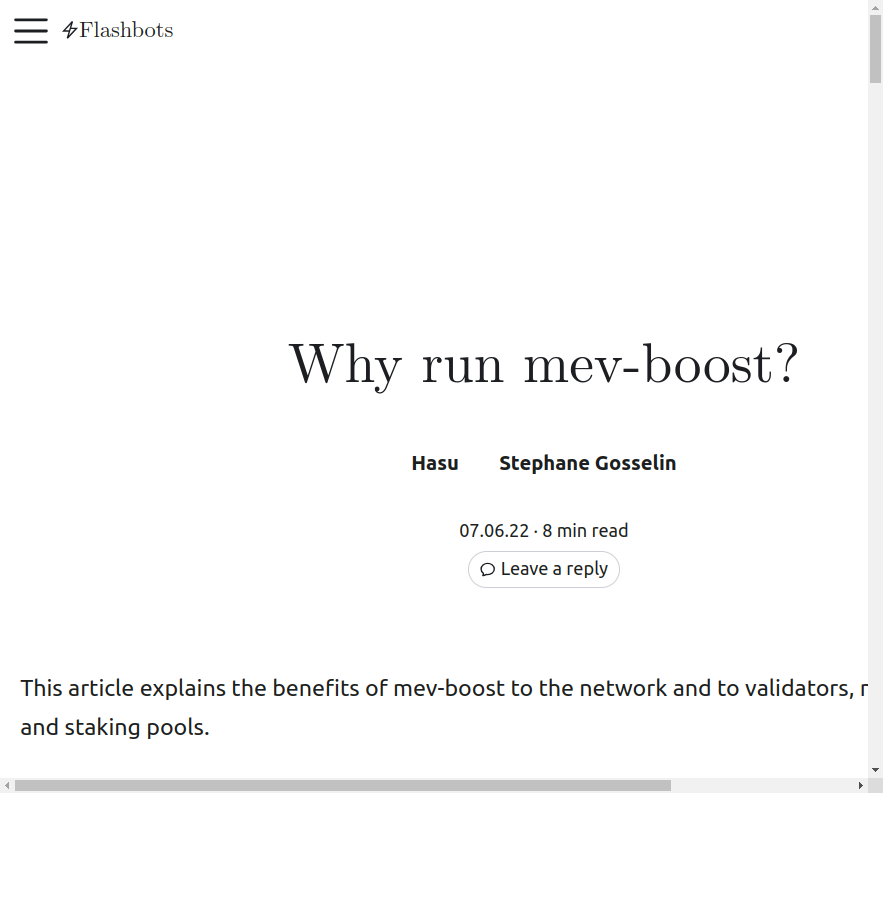 Flashbots
Why run mev-boost?
Hasu Stephane Gosselin
07.06.22 · 8 min read
Leave a reply
This article explains the benefits of mev-boost to the network and to validators,
and staking pools.